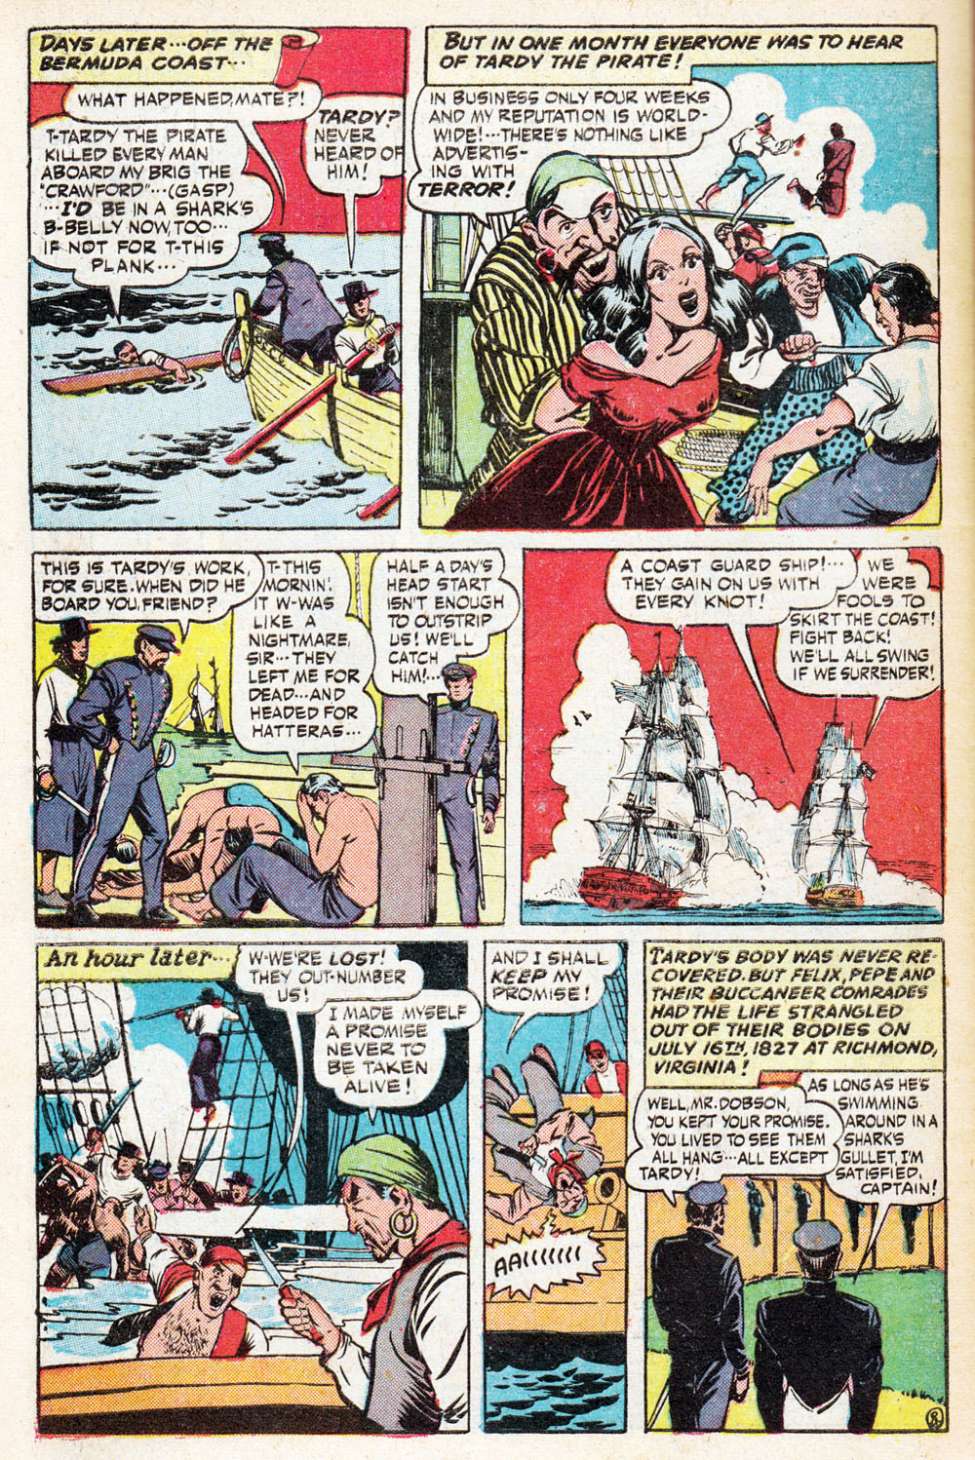 DAYS LATER···OFF THE
BERMUDA COAST···
WHAT HAPPENED, MATE?!
T-TARDY THE PIRATE
KILLED EVERY MAN
ABOARD MY BRIG THE
"CRAWFORD"···(GASP)
···I'D BE IN A SHARK'S
B-BELLY NOW, TOO···
IF NOT FOR T-THIS
PLANK···
TARDY?
NEVER
HEARD OF
HIM!
BUT IN ONE MONTH EVERYONE WAS TO HEAR
OF TARDY THE PIRATE!
IN BUSINESS ONLY FOUR WEEKS
AND MY REPUTATION IS WORLD-
WIDE!···THERE'S NOTHING LIKE
ADVERTIS-
ING WITH
TERROR!
THIS IS TARDY'S WORK,
FOR SURE. WHEN DID HE
BOARD YOU, FRIEND?
T-THIS
MORNIN'.
IT W-WAS
LIKE A
NIGHTMARE,
SIR···THEY
LEFT ME FOR
DEAD···AND
HEADED FOR
HATTERAS···
HALF A DAY'S
HEAD START
ISN'T ENOUGH
TO OUTSTRIP
US! WE'LL
CATCH
HIM!···
A COAST GUARD SHIP!···
THEY GAIN ON US WITH
EVERY KNOT!
WE
WERE
FOOLS TO
SKIRT THE COAST!
FIGHT BACK!
WE'LL ALL SWING
IF WE SURRENDER!
An hour later···
W-WE'RE LOST!
THEY OUT-NUMBER
US!
I MADE MYSELF
A PROMISE
NEVER TO
BE TAKEN
ALIVE!
AND I SHALL
KEEP MY
PROMISE!
AAIIIIIII
TARDY'S BODY WAS NEVER RE-
COVERED. BUT FELIX, PEPE AND
THEIR BUCCANEER COMRADES
HAD THE LIFE STRANGLED
OUT OF THEIR BODIES ON
JULY 16TH, 1827 AT RICHMOND,
VIRGINIA!
WELL, MR. DOBSON,
YOU KEPT YOUR PROMISE.
YOU LIVED TO SEE THEM
ALL HANG···ALL EXCEPT
TARDY!
AS LONG AS HE'S
SWIMMING
AROUND IN A
SHARK'S
GULLET, I'M
SATISFIED,
CAPTAIN!
8